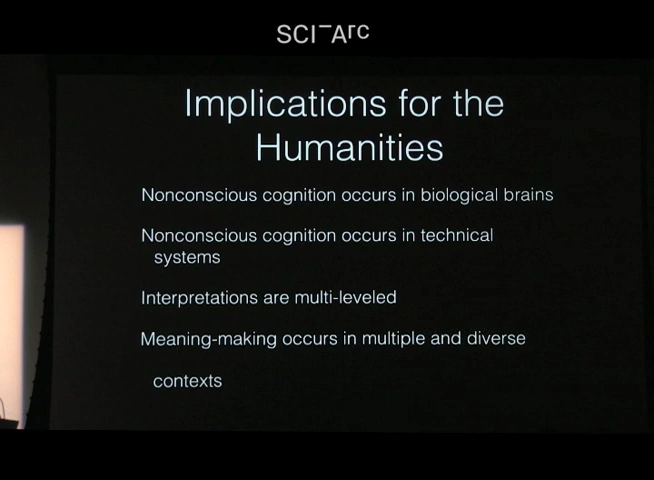 SCI-Arc
Implications for the
Humanities
Nonconscious cognition occurs in biological brains
Nonconscious cognition occurs in technical
systems
Interpretations are multi-leveled
Meaning-making occurs in multiple and diverse
contexts